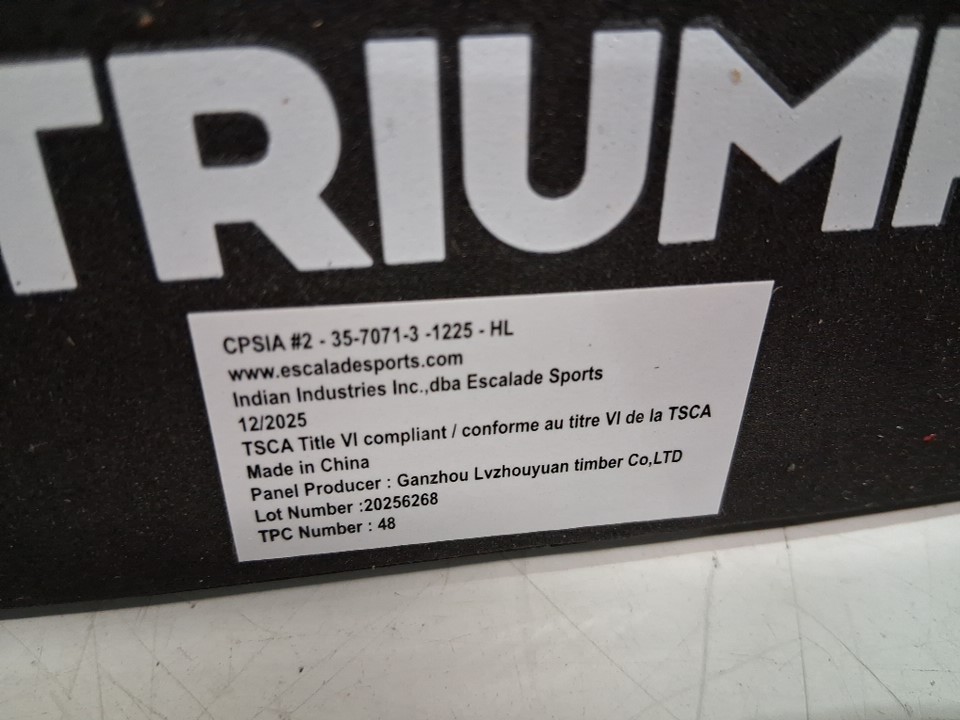 TRIUMP
CPSIA #2 - 35-7071-3 -1225 - HL
www.escaladesports.com
Indian Industries Inc.,dba Escalade Sports
12/2025
TSCA Title VI compliant / conforme au titre VI de la TSCA
Made in China
Panel Producer : Ganzhou Lvzhouyuan timber Co,LTD
Lot Number :20256268
TPC Number : 48